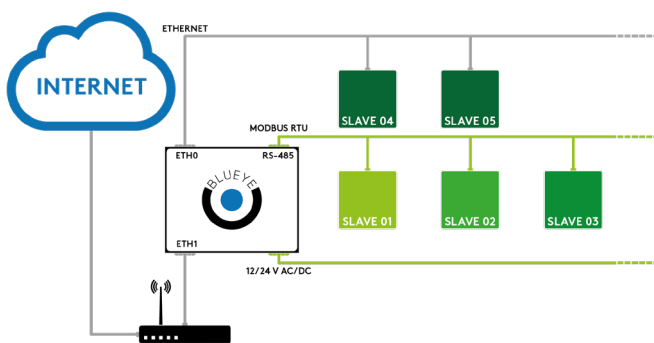 ETHERNET
INTERNET
SLAVE 04
SLAVE 05
MODBUS RTU
ETH0
RS-485
BLUEYE
SLAVE 01
SLAVE 02
SLAVE 03
ETH1
12/24 V AC/DC